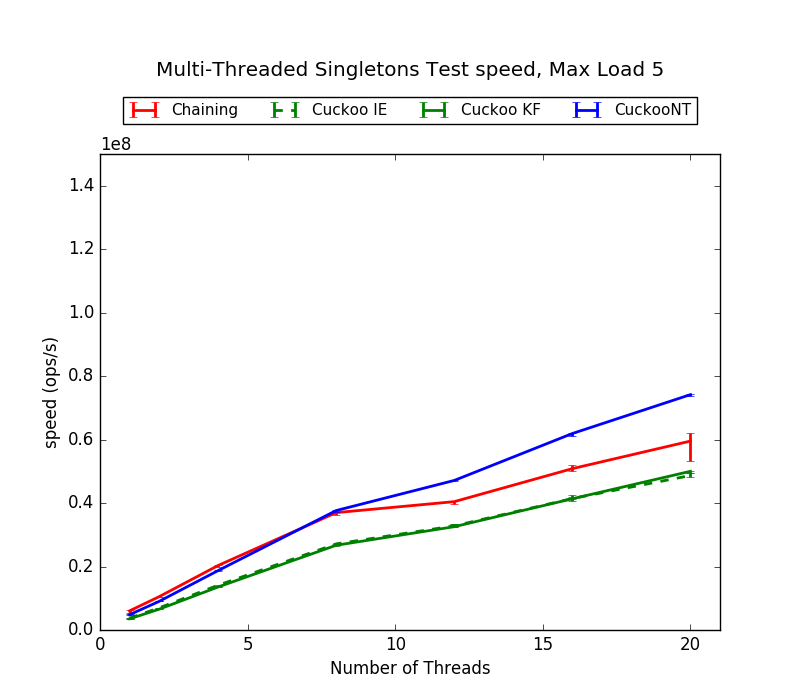 Multi-Threaded Singletons Test speed, Max Load 5
Chaining Cuckoo IE Cuckoo KF CuckooNT
1e8
1.4
1.2
1.0
0.8
0.6
0.4
0.2
0.0
speed (ops/s)
0 5 10 15 20
Number of Threads